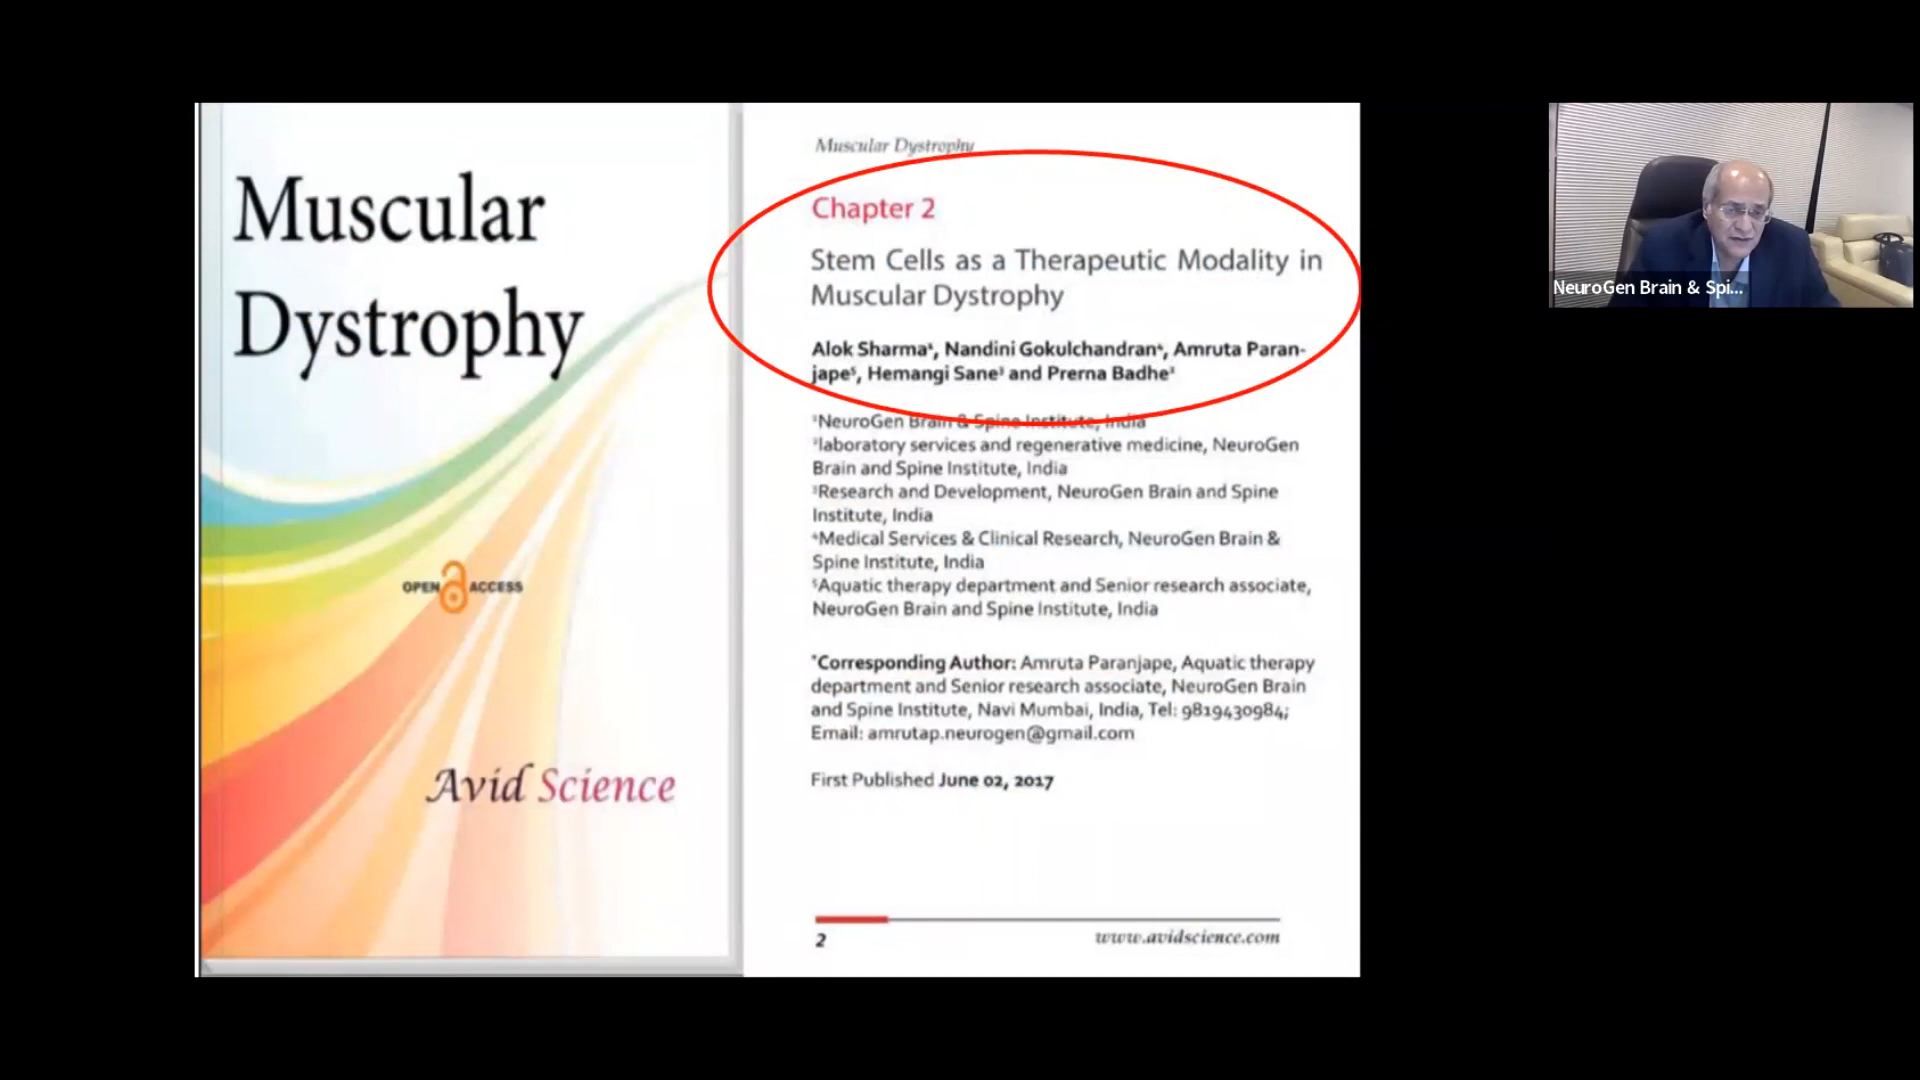 Muscular
Dystrophy
OPEN ACCESS
Avid Science
Muscular Dystrophy
Chapter 2
Stem Cells as a Therapeutic Modality in
Muscular Dystrophy
Alok Sharma¹, Nandini Gokulchandran⁴, Amruta Paran-
jape⁵, Hemangi Sane³ and Prerna Badhe²
¹NeuroGen Brain & Spine Institute, India
²laboratory services and regenerative medicine, NeuroGen
Brain and Spine Institute, India
³Research and Development, NeuroGen Brain and Spine
Institute, India
⁴Medical Services & Clinical Research, NeuroGen Brain &
Spine Institute, India
⁵Aquatic therapy department and Senior research associate,
NeuroGen Brain and Spine Institute, India
*Corresponding Author: Amruta Paranjape, Aquatic therapy
department and Senior research associate, NeuroGen Brain
and Spine Institute, Navi Mumbai, India, Tel: 9819430984;
Email: amrutap.neurogen@gmail.com
First Published June 02, 2017
2
www.avidscience.com
NeuroGen Brain & Spi...